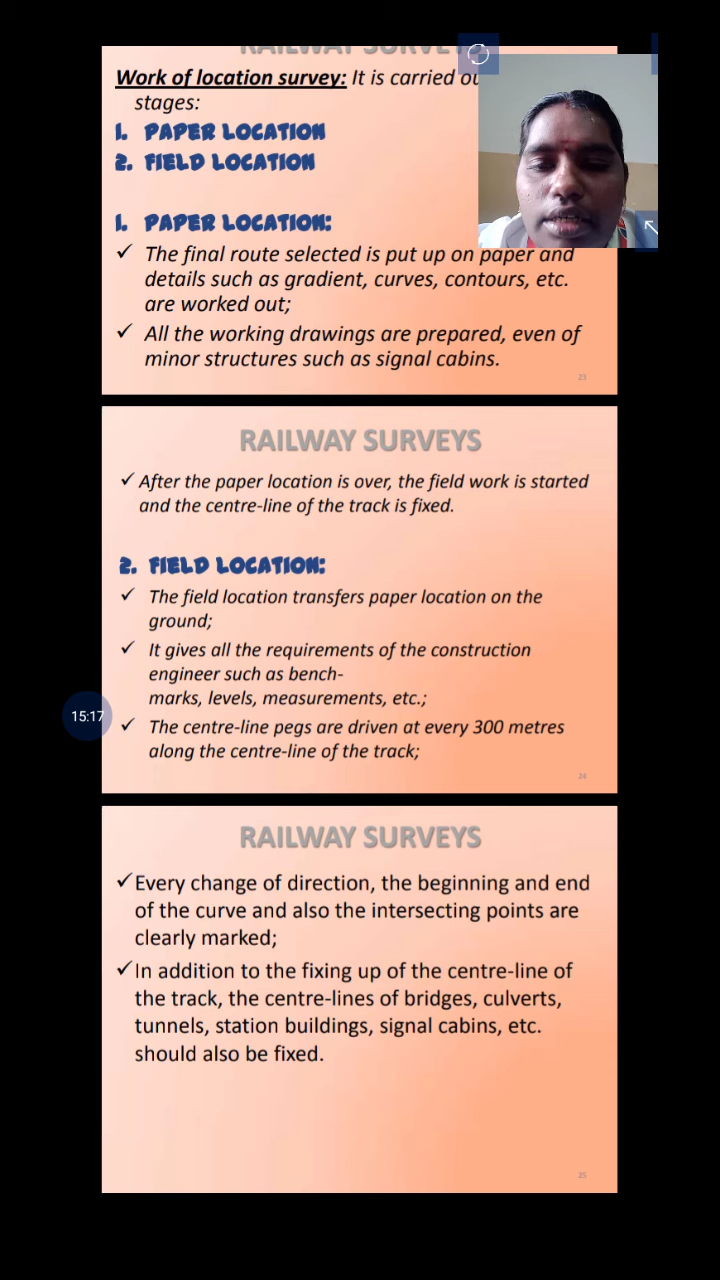 RAILWAY SURVEYS
Work of location survey: It is carried
stages:
1. PAPER LOCATION
2. FIELD LOCATION
1. PAPER LOCATION:
✓ The final route selected is put up on paper and
details such as gradient, curves, contours, etc.
are worked out;
✓ All the working drawings are prepared, even of
minor structures such as signal cabins.
23
RAILWAY SURVEYS
✓ After the paper location is over, the field work is started
and the centre-line of the track is fixed.
2. FIELD LOCATION:
✓ The field location transfers paper location on the
ground;
✓ It gives all the requirements of the construction
engineer such as bench-
marks, levels, measurements, etc.;
15:17
✓ The centre-line pegs are driven at every 300 metres
along the centre-line of the track;
24
RAILWAY SURVEYS
✓ Every change of direction, the beginning and end
of the curve and also the intersecting points are
clearly marked;
✓ In addition to the fixing up of the centre-line of
the track, the centre-lines of bridges, culverts,
tunnels, station buildings, signal cabins, etc.
should also be fixed.
25